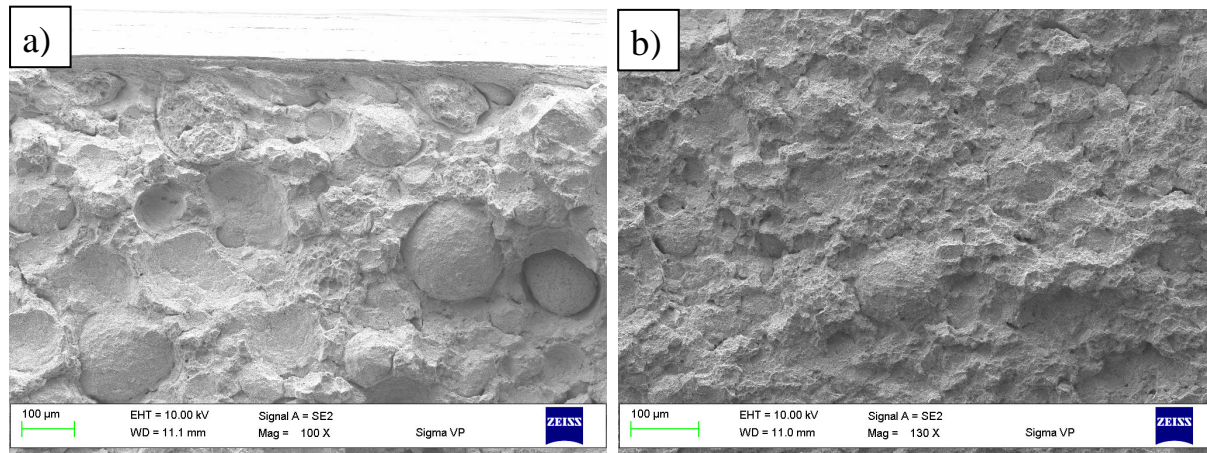 a)
100 µm
EHT = 10.00 kV
Signal A = SE2
WD = 11.1 mm
Mag = 100 X
Sigma VP
ZEISS
b)
100 µm
EHT = 10.00 kV
Signal A = SE2
WD = 11.0 mm
Mag = 130 X
Sigma VP
ZEISS